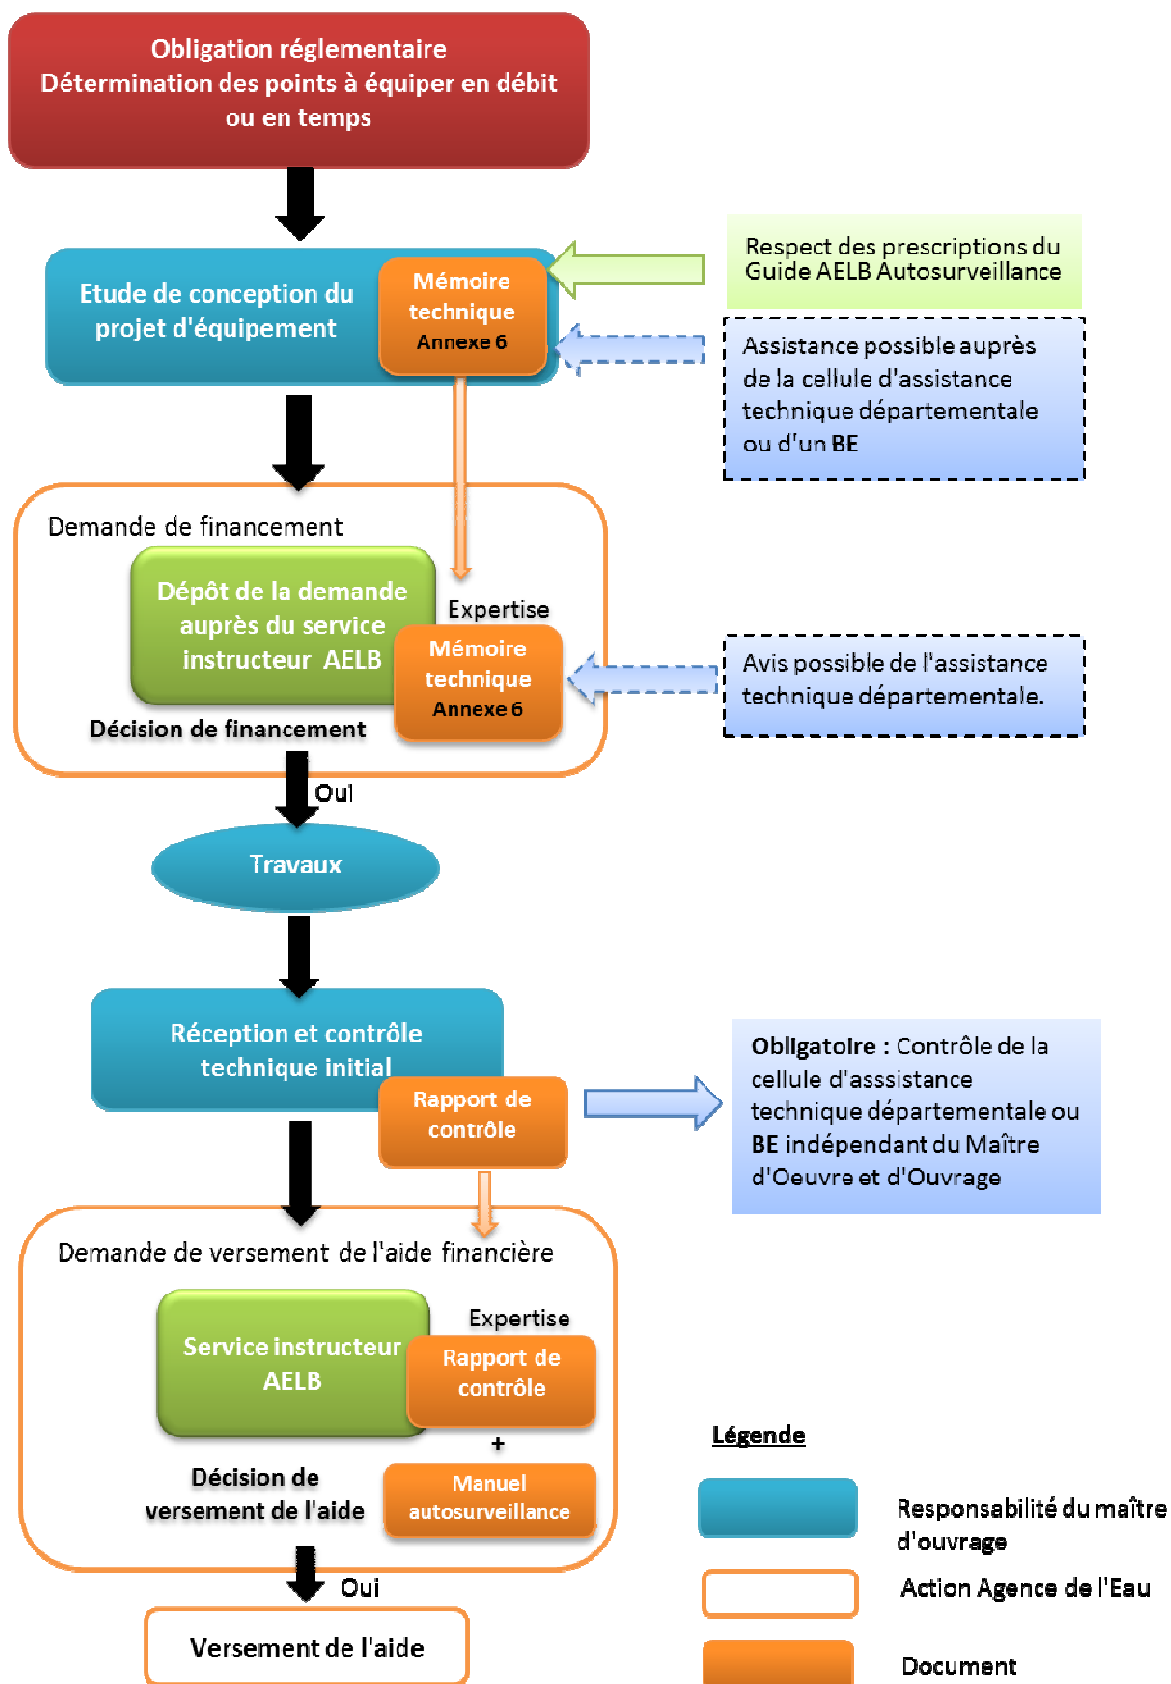 Obligation réglementaire
Détermination des points à équiper en débit
ou en temps
Etude de conception du
projet d'équipement
Mémoire
technique
Annexe 6
Respect des prescriptions du
Guide AELB Autosurveillance
Assistance possible auprès
de la cellule d'assistance
technique départementale
ou d'un BE
Demande de financement
Dépôt de la demande
auprès du service
instructeur AELB
Expertise
Mémoire
technique
Annexe 6
Avis possible de l'assistance
technique départementale.
Décision de financement
Oui
Travaux
Réception et contrôle
technique initial
Rapport de
contrôle
Obligatoire : Contrôle de la
cellule d'asssistance
technique départementale ou
BE indépendant du Maître
d'Oeuvre et d'Ouvrage
Demande de versement de l'aide financière
Service instructeur
AELB
Expertise
Rapport de
contrôle
+
Manuel
autosurveillance
Décision de
versement de l'aide
Oui
Versement de l'aide
Légende
Responsabilité du maître
d'ouvrage
Action Agence de l'Eau
Document